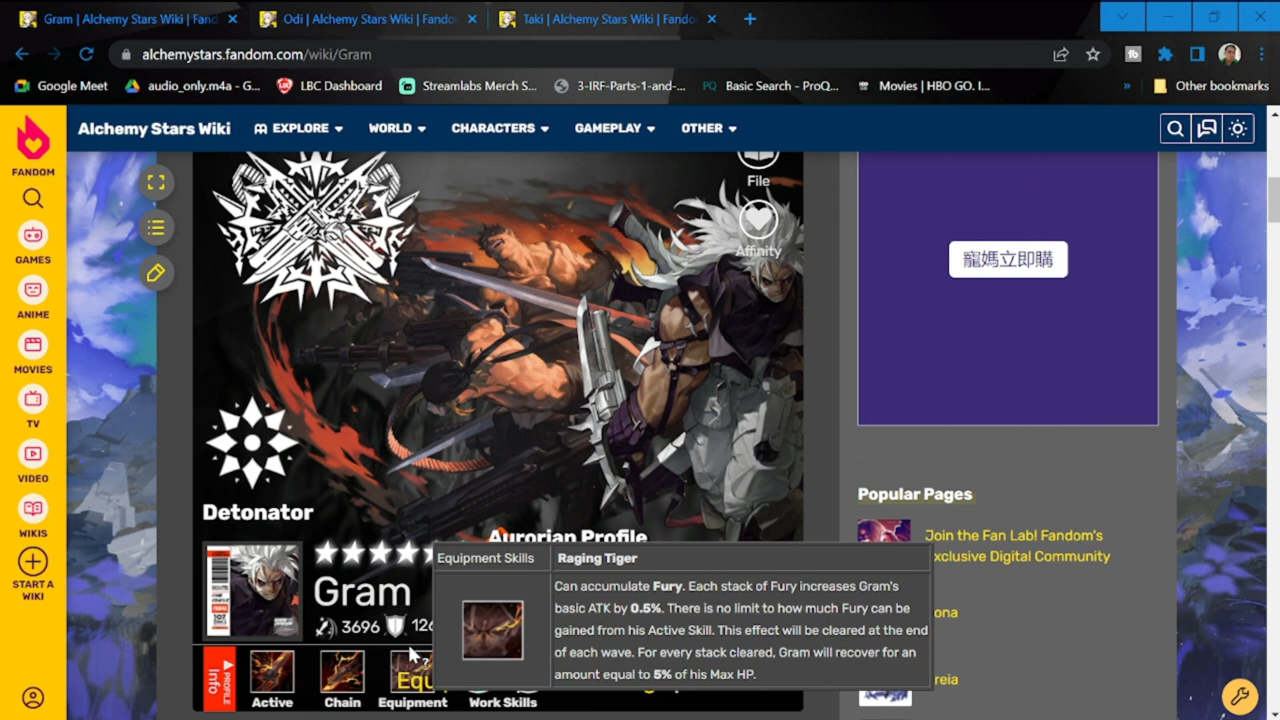 Gram | Alchemy Stars Wiki | Fand
Odi | Alchemy Stars Wiki | Fando
Taki | Alchemy Stars Wiki | Fando
alchemystars.fandom.com/wiki/Gram
Google Meet
audio_only.m4a - G...
LBC Dashboard
Streamlabs Merch S...
3-IRF-Parts-1-and-...
PQ
Basic Search - ProQ...
Movies | HBO GO. I...
»
Other bookmarks
FANDOM
GAMES
ANIME
MOVIES
TV
VIDEO
WIKIS
START A
WIKI
Alchemy Stars Wiki
EXPLORE
WORLD
CHARACTERS
GAMEPLAY
OTHER
File
Affinity
寵媽立即購
Detonator
Aurorian Profile
Gram
3696
126
Equipment Skills
Raging Tiger
Can accumulate Fury. Each stack of Fury increases Gram's
basic ATK by 0.5%. There is no limit to how much Fury can be
gained from his Active Skill. This effect will be cleared at the end
of each wave. For every stack cleared, Gram will recover for an
amount equal to 5% of his Max HP.
PROFILE
Info
Active
Chain
Equipment
Work Skills
Popular Pages
Join the Fan Lab! Fandom's
Exclusive Digital Community